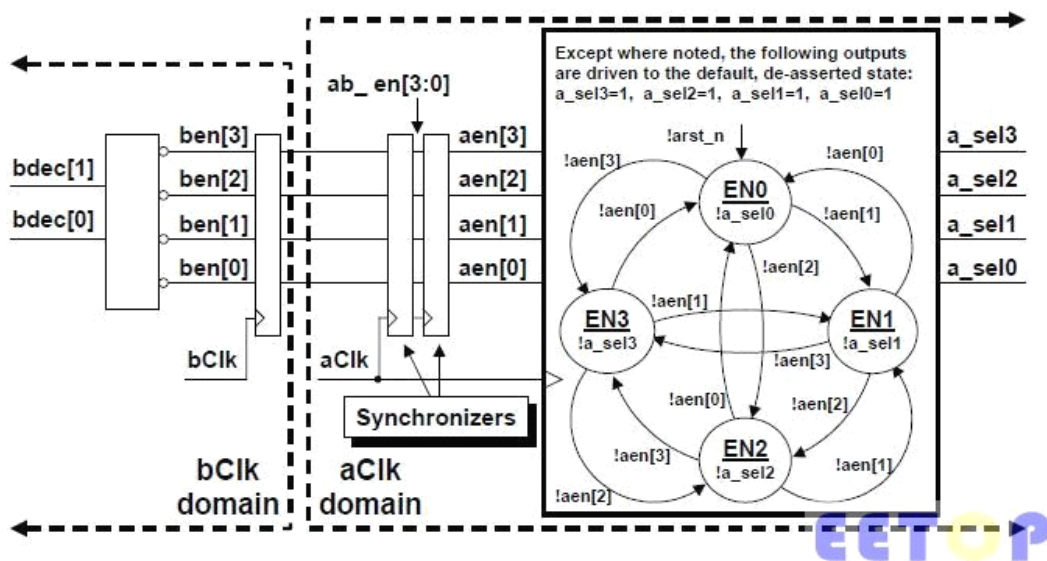 Except where noted, the following outputs
are driven to the default, de-asserted state:
a_sel3=1, a_sel2=1, a_sel1=1, a_sel0=1
ab_ en[3:0]
bdec[1]
bdec[0]
ben[3]
ben[2]
ben[1]
ben[0]
aen[3]
aen[2]
aen[1]
aen[0]
!arst_n
!aen[3]
!aen[0]
EN0
!a_sel0
!aen[0]
!aen[1]
!aen[2]
!aen[1]
EN3
!a_sel3
EN1
!a_sel1
!aen[3]
!aen[0]
!aen[2]
!aen[3]
EN2
!a_sel2
!aen[1]
!aen[2]
a_sel3
a_sel2
a_sel1
a_sel0
bClk
aClk
Synchronizers
bClk
domain
aClk
domain
EETOP